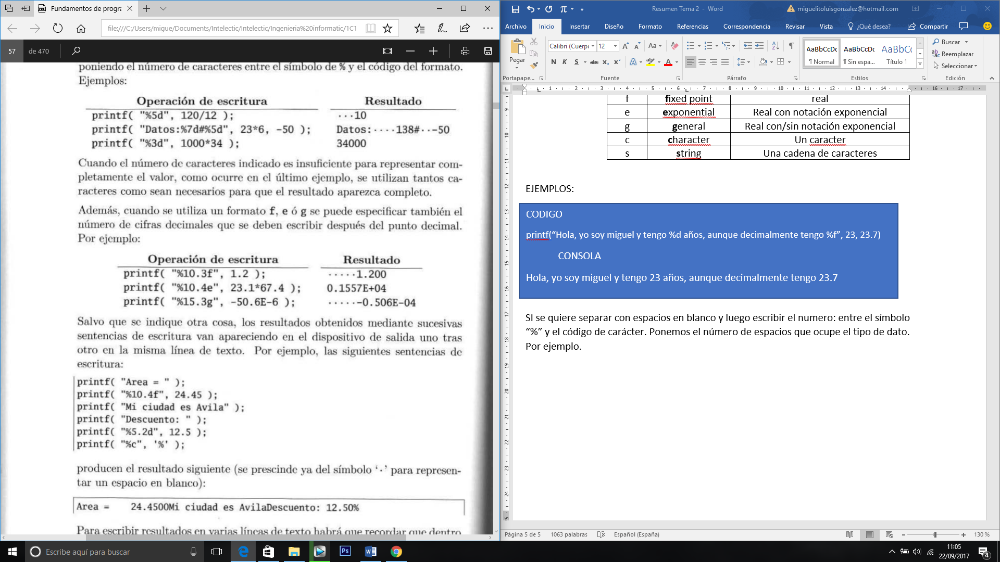 Fundamentos de progra
file:///C:/Users/migue/Documents/Intelectic/Intelectic/Ingenieria%20informatic/1C1
57 de 470
poniendo el número de caracteres entre el símbolo de % y el código del formato.
Ejemplos:
Operación de escritura Resultado
printf( "%5d", 120/12 ); ···10
printf( "Datos:%7d#%5d", 23*6, -50 ); Datos:····138#··-50
printf( "%3d", 1000*34 ); 34000
Cuando el número de caracteres indicado es insuficiente para representar com-
pletamente el valor, como ocurre en el último ejemplo, se utilizan tantos ca-
racteres como sean necesarios para que el resultado aparezca completo.
Además, cuando se utiliza un formato f, e ó g se puede especificar también el
número de cifras decimales que se deben escribir después del punto decimal.
Por ejemplo:
Operación de escritura Resultado
printf( "%10.3f", 1.2 ); ·····1.200
printf( "%10.4e", 23.1*67.4 ); 0.1557E+04
printf( "%15.3g", -50.6E-6 ); ·····-0.506E-04
Salvo que se indique otra cosa, los resultados obtenidos mediante sucesivas
sentencias de escritura van apareciendo en el dispositivo de salida uno tras
otro en la misma línea de texto. Por ejemplo, las siguientes sentencias de
escritura:
printf( "Area = " );
printf( "%10.4f", 24.45 );
printf( "Mi ciudad es Avila" );
printf( "Descuento: " );
printf( "%5.2d", 12.5 );
printf( "%c", '%' );
producen el resultado siguiente (se prescinde ya del símbolo ‘·’ para represen-
tar un espacio en blanco):
Area =    24.4500Mi ciudad es AvilaDescuento: 12.50%
Para escribir resultados en varias líneas de texto habrá que recordar que dentro
Resumen Tema 2 - Word
miguelitoluisgonzalez@hotmail.com
Archivo Inicio Insertar Diseño Formato Referencias Correspondencia Revisar Vista ¿Qué desea? Compartir
Pegar
Calibri (Cuerpo 12
N K S abc x₂ x²
AaBbCcDc AaBbCcDc AaBbC(
¶ Normal ¶ Sin espa... Título 1
Buscar
Reemplazar
Seleccionar
Portapape... Fuente Párrafo Estilos Edición
f fixed point real
e exponential Real con notación exponencial
g general Real con/sin notación exponencial
c character Un caracter
s string Una cadena de caracteres
EJEMPLOS:
CODIGO
printf(“Hola, yo soy miguel y tengo %d años, aunque decimalmente tengo %f”, 23, 23.7)
CONSOLA
Hola, yo soy miguel y tengo 23 años, aunque decimalmente tengo 23.7
SI se quiere separar con espacios en blanco y luego escribir el numero: entre el símbolo
“%” y el código de carácter. Ponemos el número de espacios que ocupe el tipo de dato.
Por ejemplo.
Página 5 de 5 1063 palabras Español (España) 130 %
Escribe aquí para buscar
11:05
22/09/2017
4